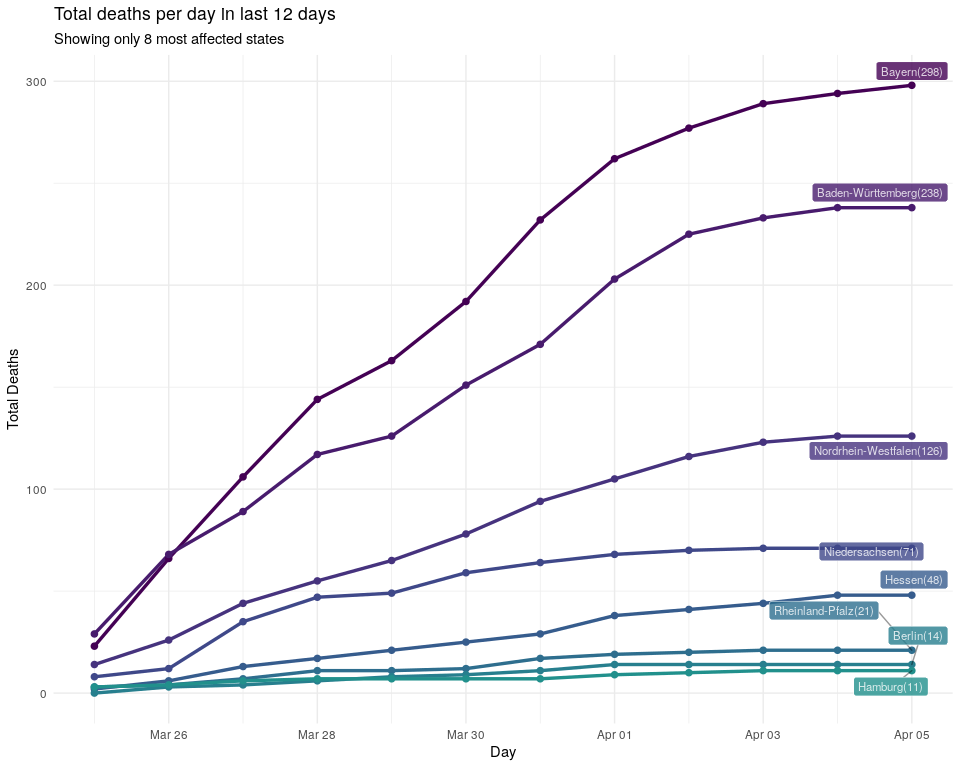 Total deaths per day in last 12 days
Showing only 8 most affected states
Total Deaths
300
200
100
0
Bayern(298)
Baden-Württemberg(238)
Nordrhein-Westfalen(126)
Niedersachsen(71)
Hessen(48)
Rheinland-Pfalz(21)
Berlin(14)
Hamburg(11)
Mar 26
Mar 28
Mar 30
Apr 01
Apr 03
Apr 05
Day